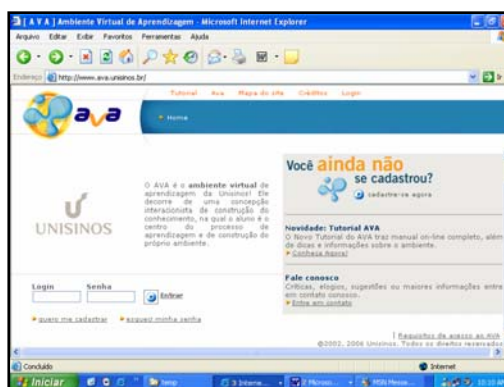 [ A V A ] Ambiente Virtual de Aprendizagem - Microsoft Internet Explorer
Arquivo Editar Exibir Favoritos Ferramentas Ajuda
Endereço http://www.ava.unisinos.br/
Tutorial Ava Mapa do site Créditos Login
ava
Home
UNISINOS
O AVA é o ambiente virtual de
aprendizagem da Unisinos! Ele
decorre de uma concepção
interacionista de construção do
conhecimento, na qual o aluno é o
centro do processo de
aprendizagem e de construção do
próprio ambiente.
Você ainda não
se cadastrou?
cadastre-se agora
Novidade: Tutorial AVA
O Novo Tutorial do AVA traz manual on-line completo, além
de dicas e informações sobre o ambiente.
Conheça Agora!
Fale conosco
Críticas, elogios, sugestões ou maiores informações entre
em contato conosco.
Entre em contato
Login Senha
Entrar
quero me cadastrar esqueci minha senha
| Requisitos de acesso ao AVA
©2002, 2006 Unisinos. Todos os direitos reservados
Concluído Internet
Iniciar temp 3 Interne...